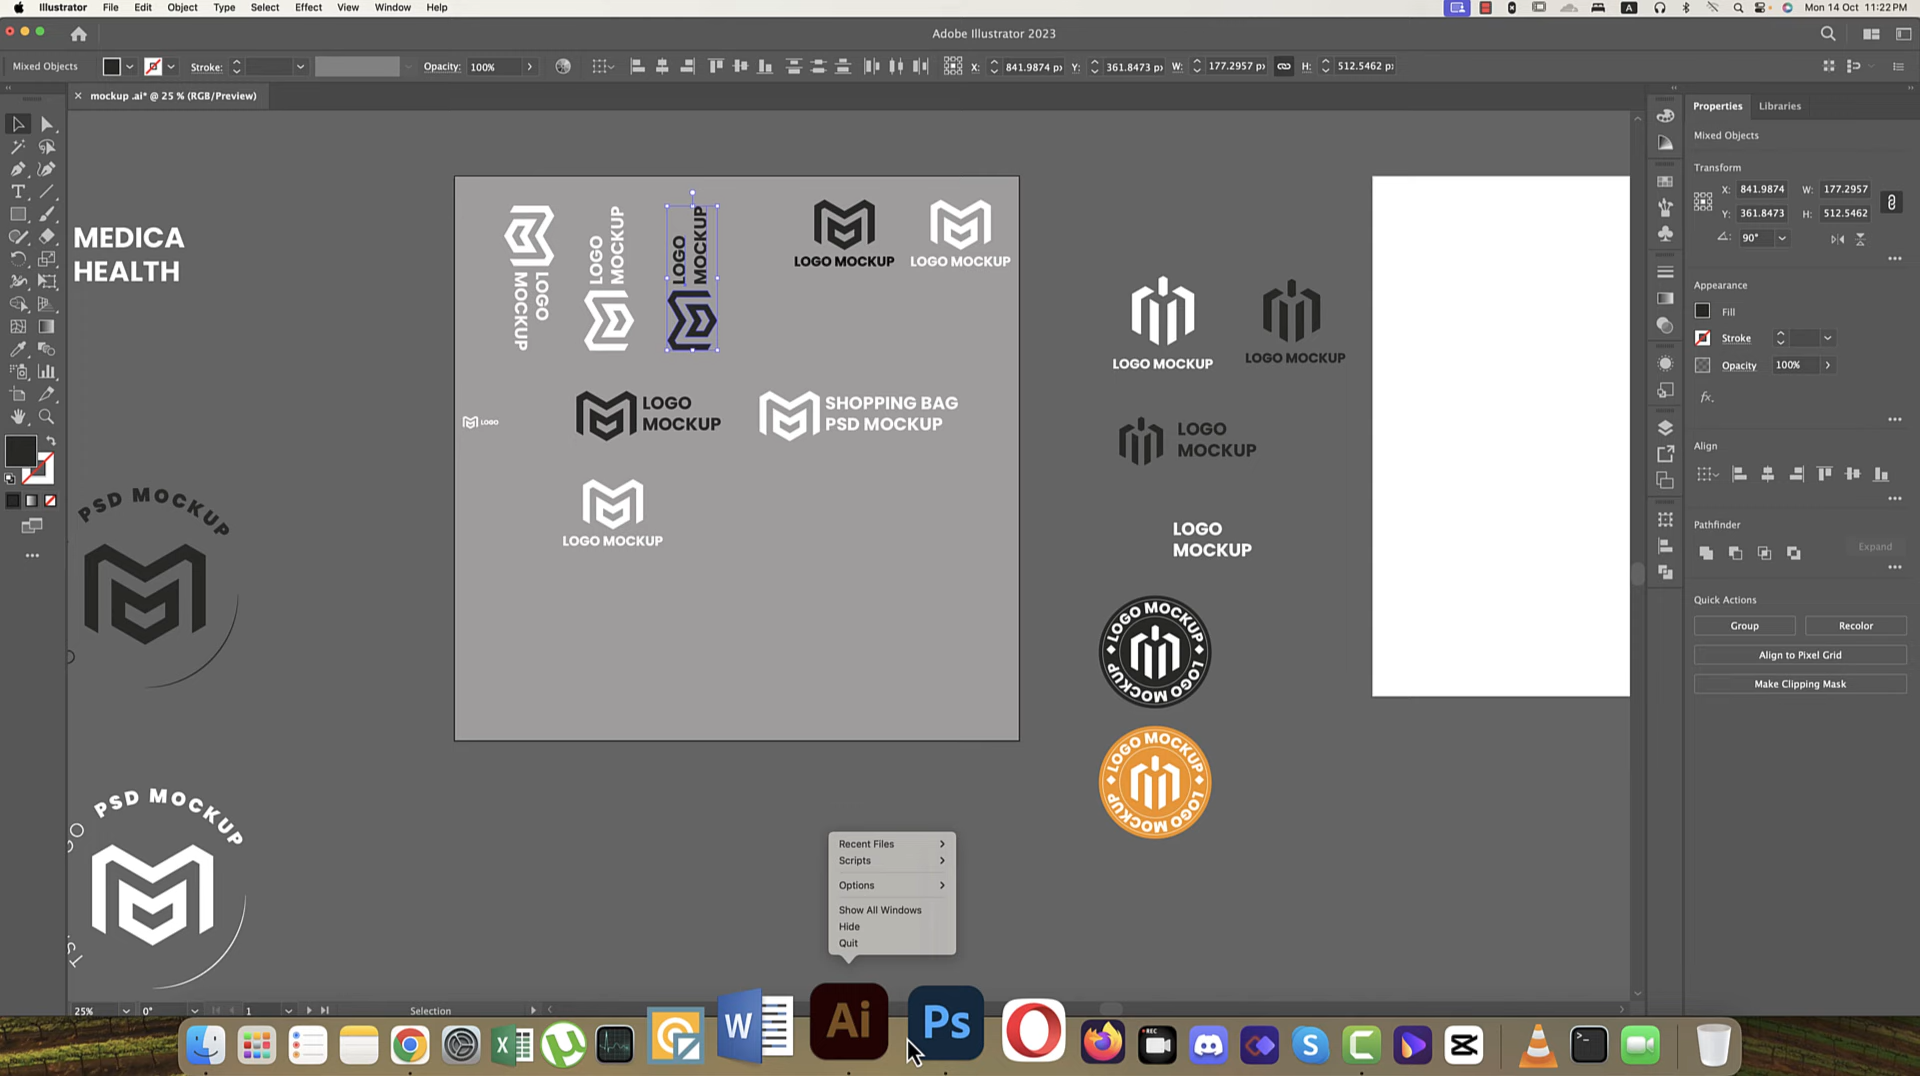 Illustrator File Edit Object Type Select Effect View Window Help
A
Mon 14 Oct 11:22 PM
Adobe Illustrator 2023
Mixed Objects
Stroke:
Opacity: 100%
X: 841.9874 p
Y: 361.8473 p
W: 177.2957 p
H: 512.5462 p
mockup .ai* @ 25 % (RGB/Preview)
Properties
Libraries
Mixed Objects
Transform
X: 841.9874
W: 177.2957
Y: 361.8473
H: 512.5462
90°
Appearance
Fill
Stroke
Opacity 100%
fx.
Align
Pathfinder
Expand
Quick Actions
Group
Recolor
Align to Pixel Grid
Make Clipping Mask
MEDICA
HEALTH
PSD MOCKUP
PSD MOCKUP
LOGO
MOCKUP
LOGO
MOCKUP
LOGO
MOCKUP
LOGO MOCKUP
LOGO MOCKUP
LOGO
LOGO
MOCKUP
SHOPPING BAG
PSD MOCKUP
LOGO MOCKUP
LOGO MOCKUP
LOGO MOCKUP
LOGO
MOCKUP
LOGO
MOCKUP
LOGO MOCKUP
LOGO MOCKUP
LOGO MOCKUP
LOGO MOCKUP
Recent Files
Scripts
Options
Show All Windows
Hide
Quit
25%
0°
1
Selection
X
W
Ai
Ps
REC
S
C